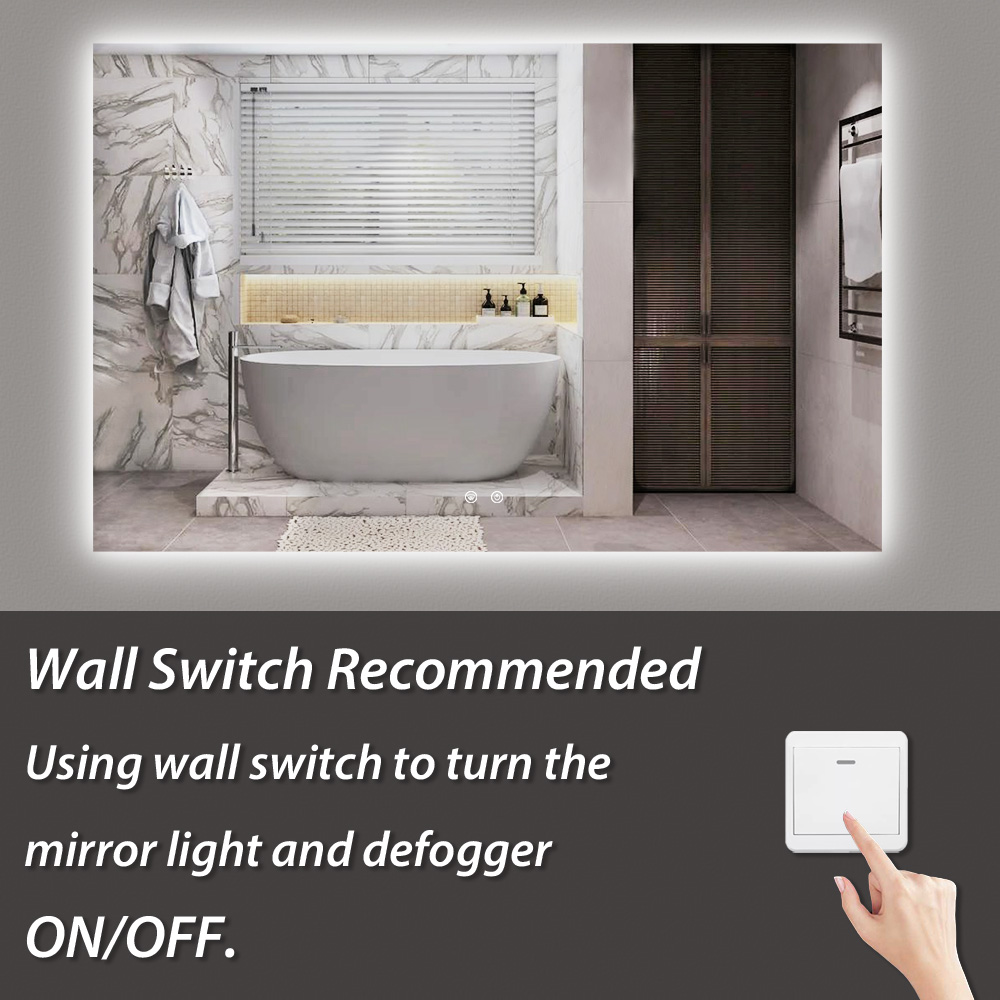 Wall Switch Recommended
Using wall switch to turn the
mirror light and defogger
ON/OFF.